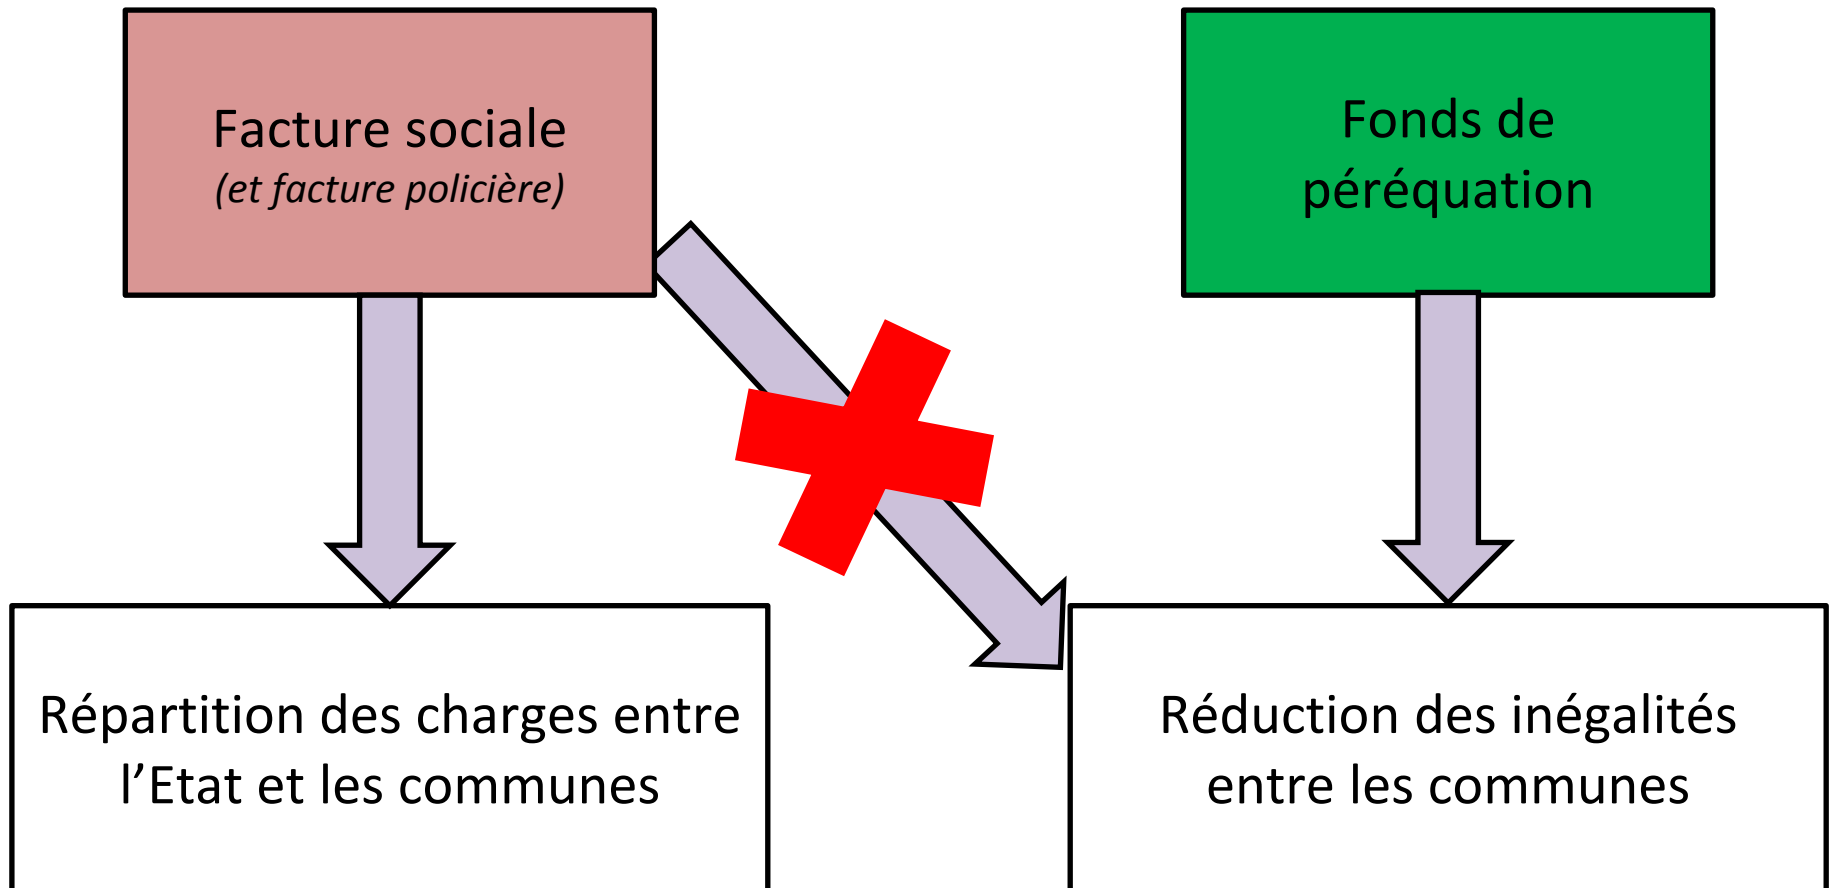 Facture sociale
(et facture policière)
Fonds de
péréquation
Répartition des charges entre
l’Etat et les communes
Réduction des inégalités
entre les communes